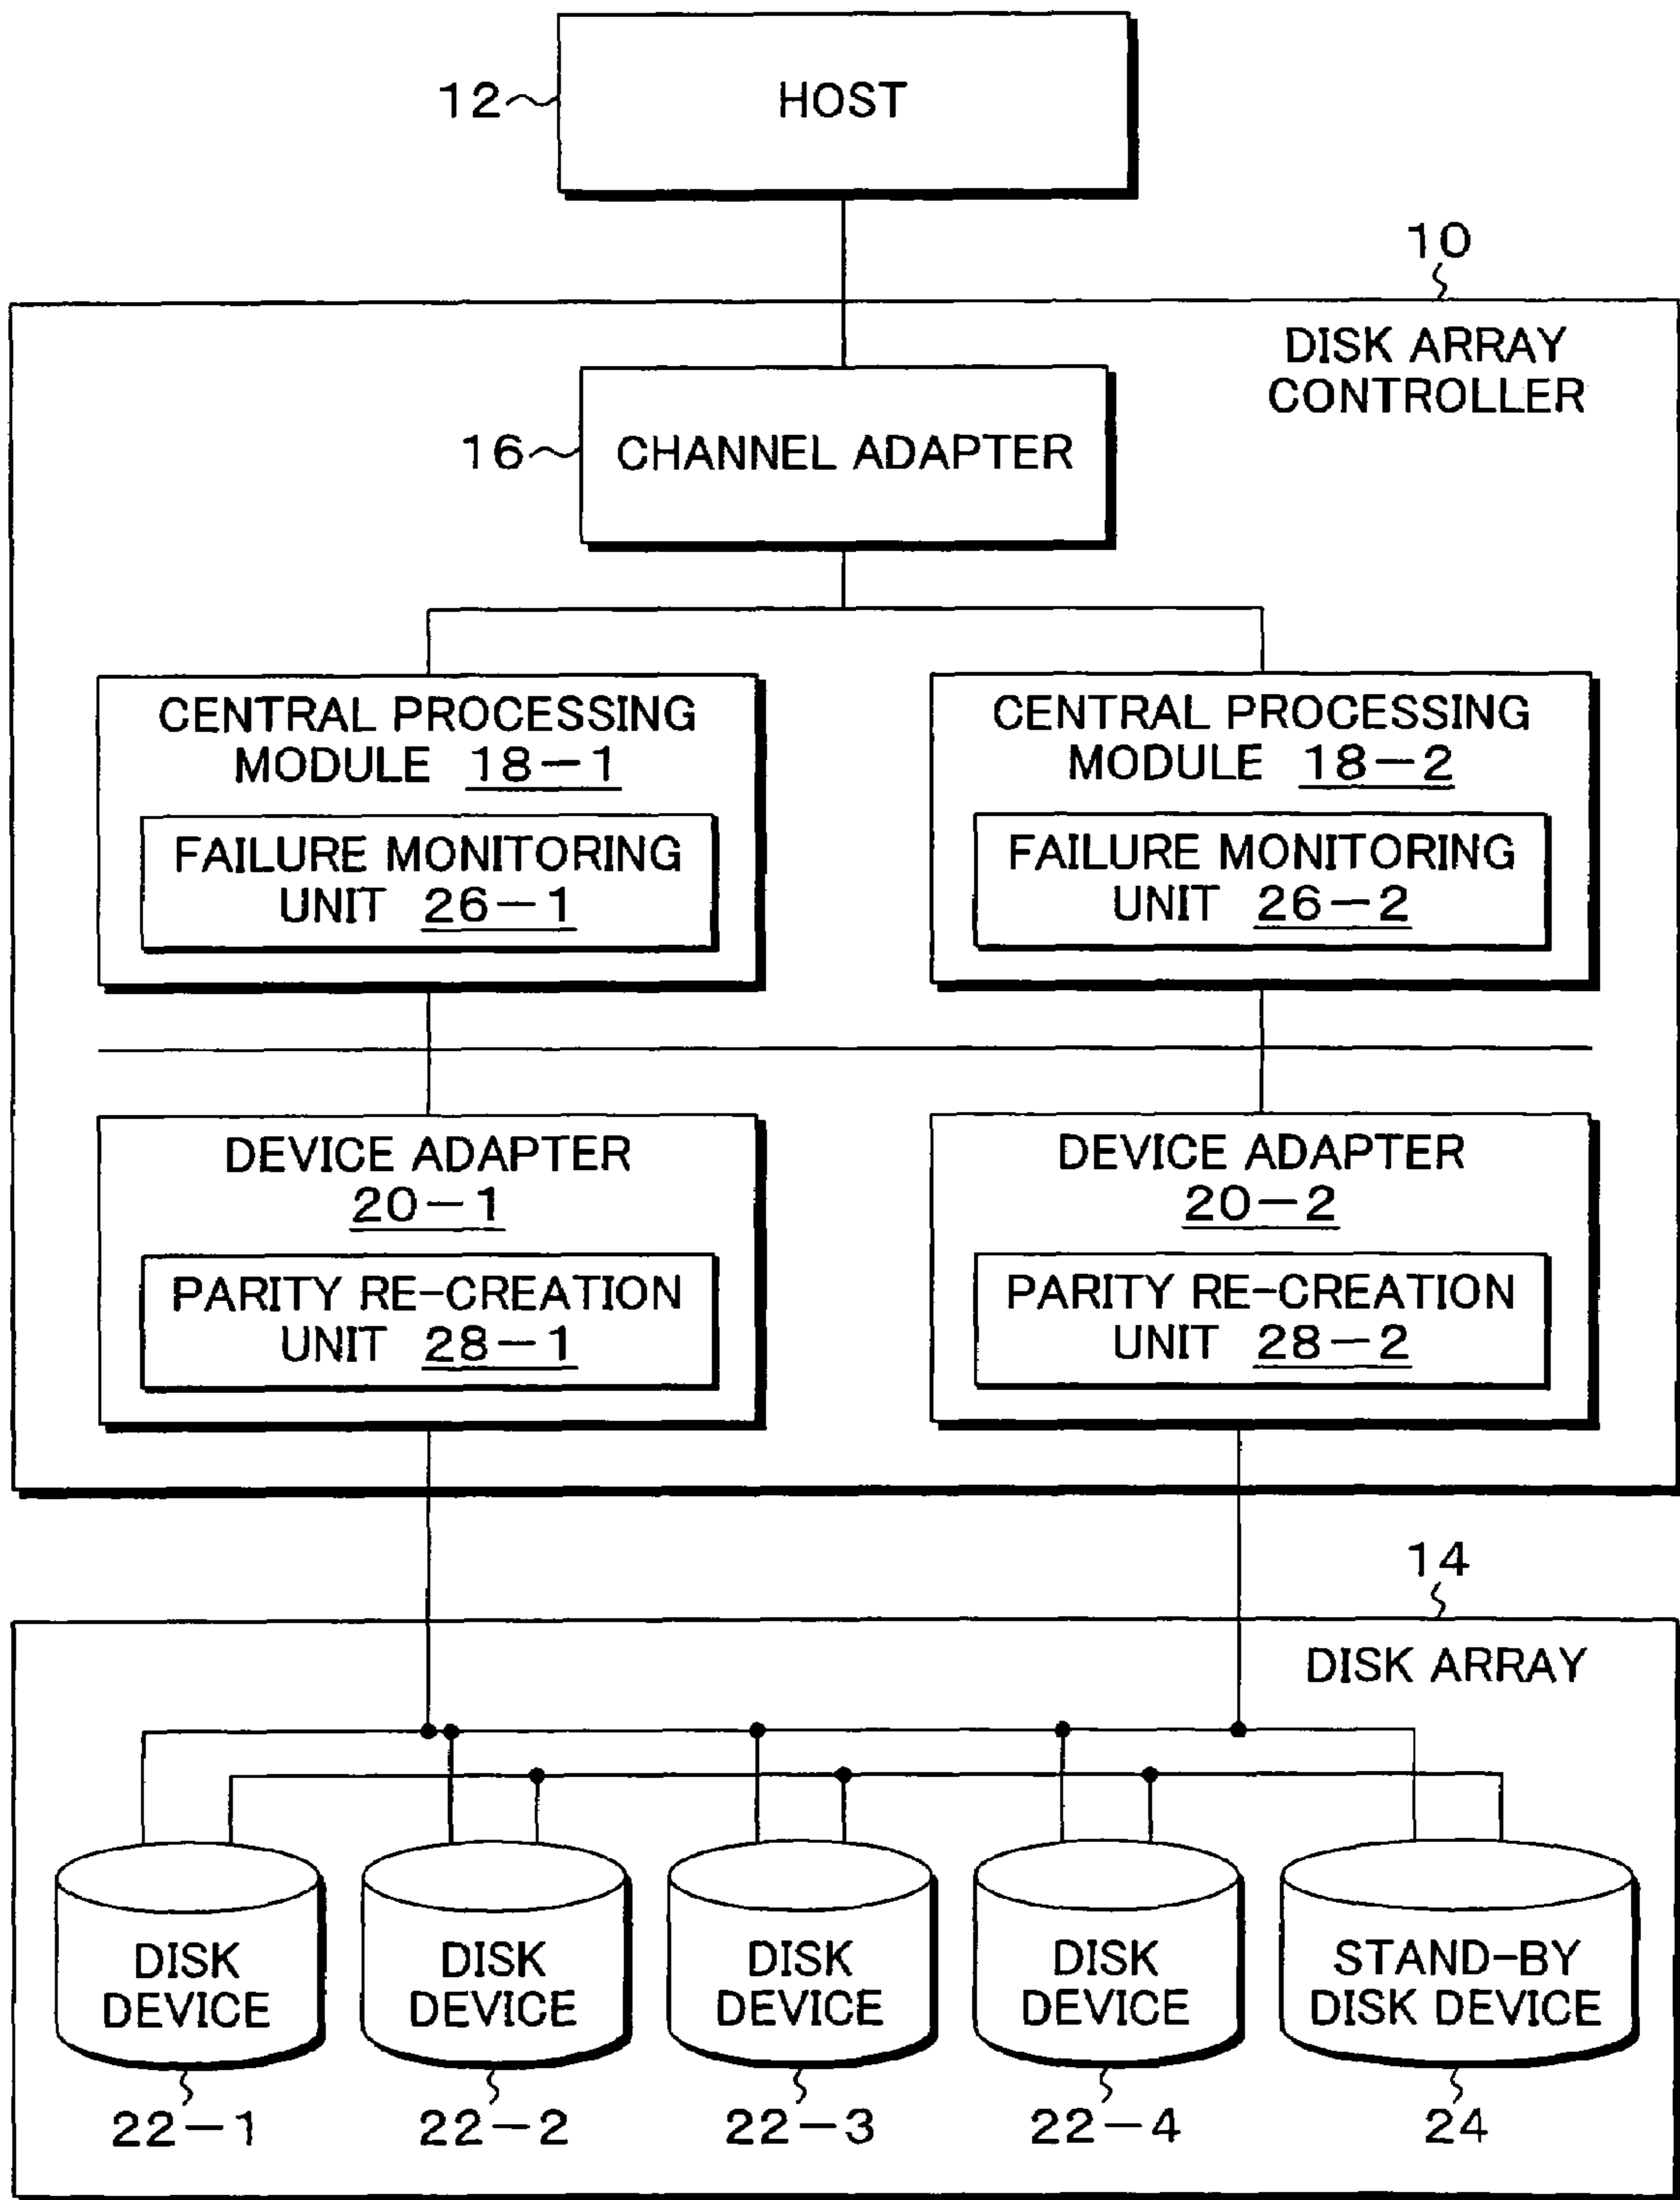 12
HOST
10
DISK ARRAY
CONTROLLER
16
CHANNEL ADAPTER
CENTRAL PROCESSING
MODULE 18-1
FAILURE MONITORING
UNIT 26-1
CENTRAL PROCESSING
MODULE 18-2
FAILURE MONITORING
UNIT 26-2
DEVICE ADAPTER
20-1
PARITY RE-CREATION
UNIT 28-1
DEVICE ADAPTER
20-2
PARITY RE-CREATION
UNIT 28-2
14
DISK ARRAY
DISK
DEVICE
22-1
DISK
DEVICE
22-2
DISK
DEVICE
22-3
DISK
DEVICE
22-4
STAND-BY
DISK DEVICE
24